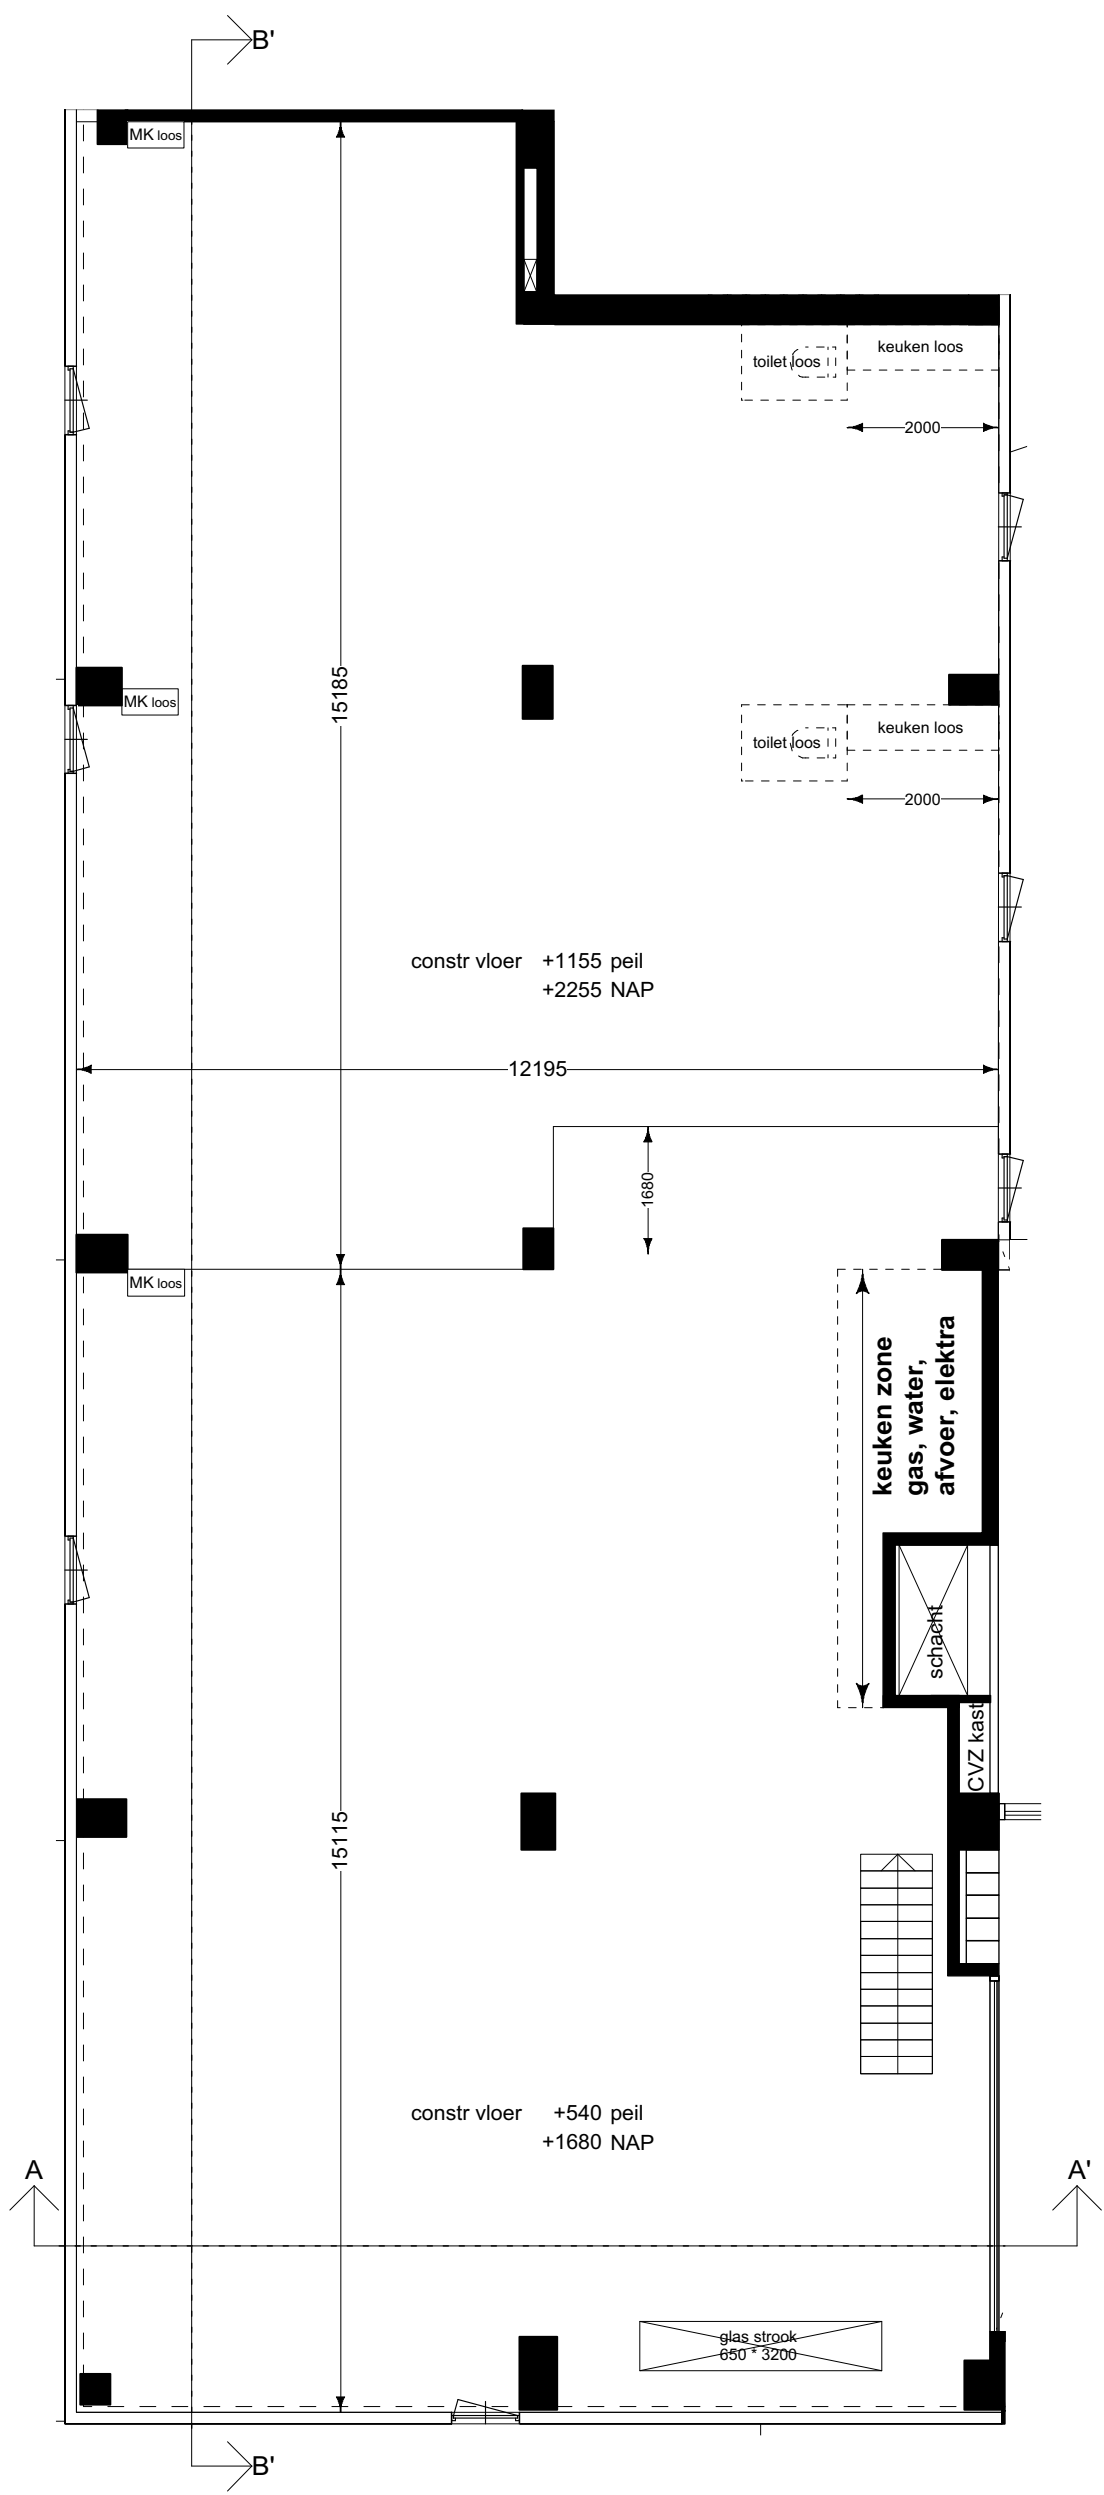 B'
MK loos
toilet loos
keuken loos
2000
15185
MK loos
toilet loos
keuken loos
2000
constr vloer +1155 peil
+2255 NAP
12195
1680
MK loos
keuken zone
gas, water,
afvoer, elektra
schacht
CVZ kast
15115
constr vloer +540 peil
+1680 NAP
A
A'
glas strook
650 * 3200
B'